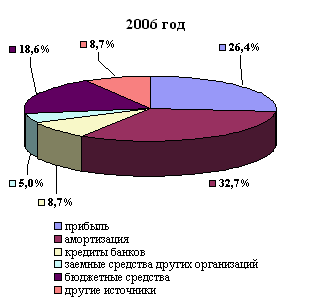 2006 год
8,7%
18,6%
26,4%
5,0%
32,7%
8,7%
прибыль
амортизация
кредиты банков
заемные средства других организаций
бюджетные средства
другие источники